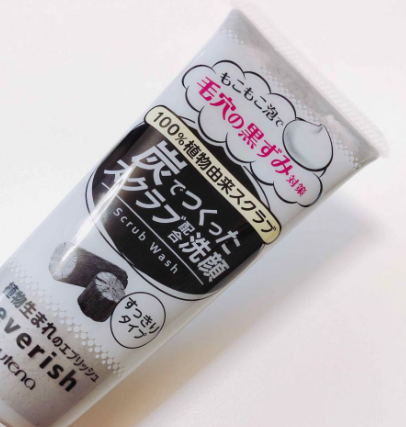 もこもこ泡で
毛穴の黒ずみ対策
100%植物由来スクラブ
炭でつくった
スクラブ配合洗顔
Scrub Wash
すっきり
タイプ
植物生まれのエブリッシュ
everish
utena